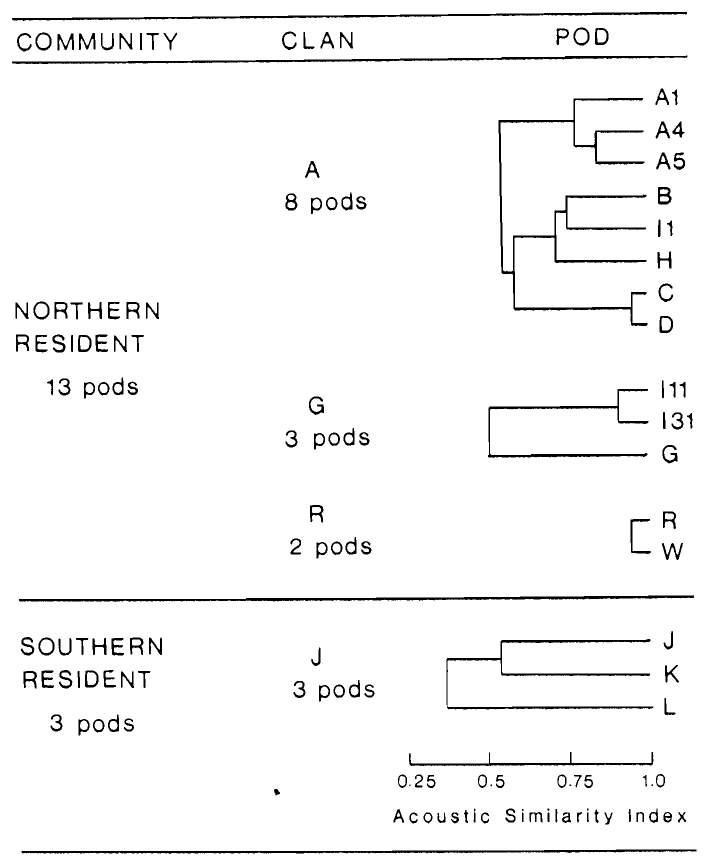 COMMUNITY CLAN POD
A1
A4
A
8 pods
A5
B
I1
H
C
D
NORTHERN
RESIDENT
13 pods
G
3 pods
I11
I31
G
R
2 pods
R
W
SOUTHERN
RESIDENT
3 pods
J
3 pods
J
K
L
0.25 0.5 0.75 1.0
Acoustic Similarity Index